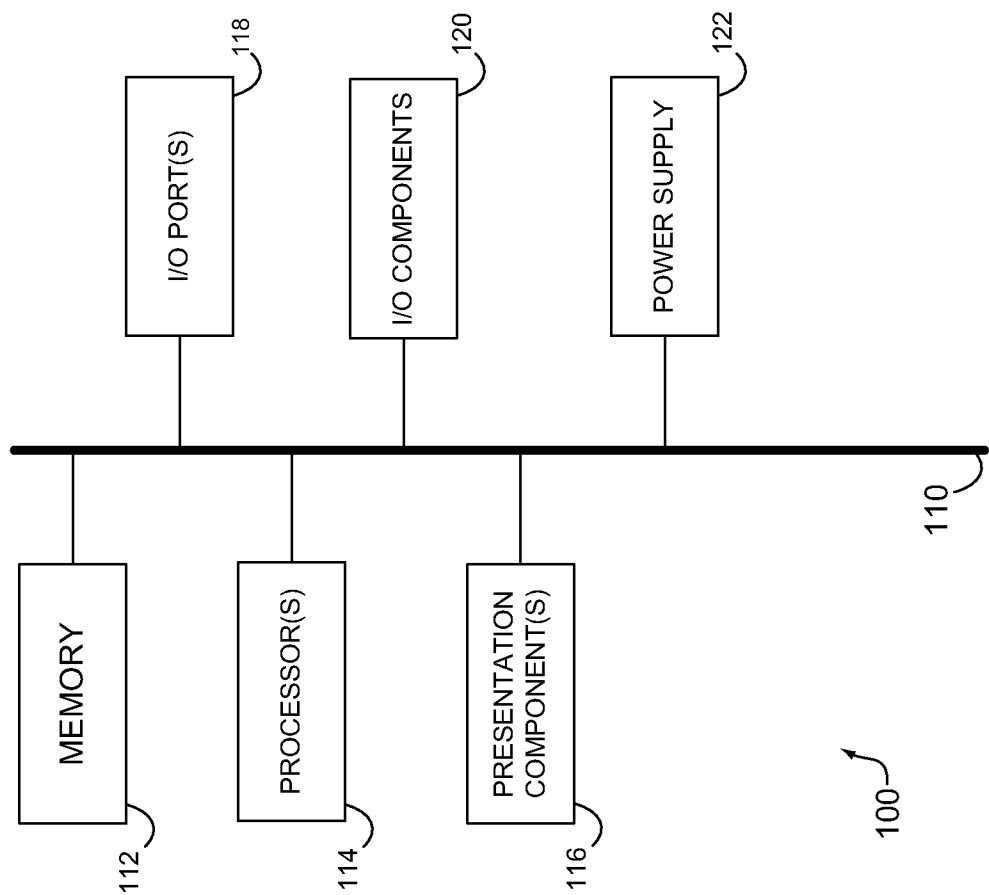 MEMORY
112
PROCESSOR(S)
114
PRESENTATION
COMPONENT(S)
116
I/O PORT(S)
118
I/O COMPONENTS
120
POWER SUPPLY
122
110
100